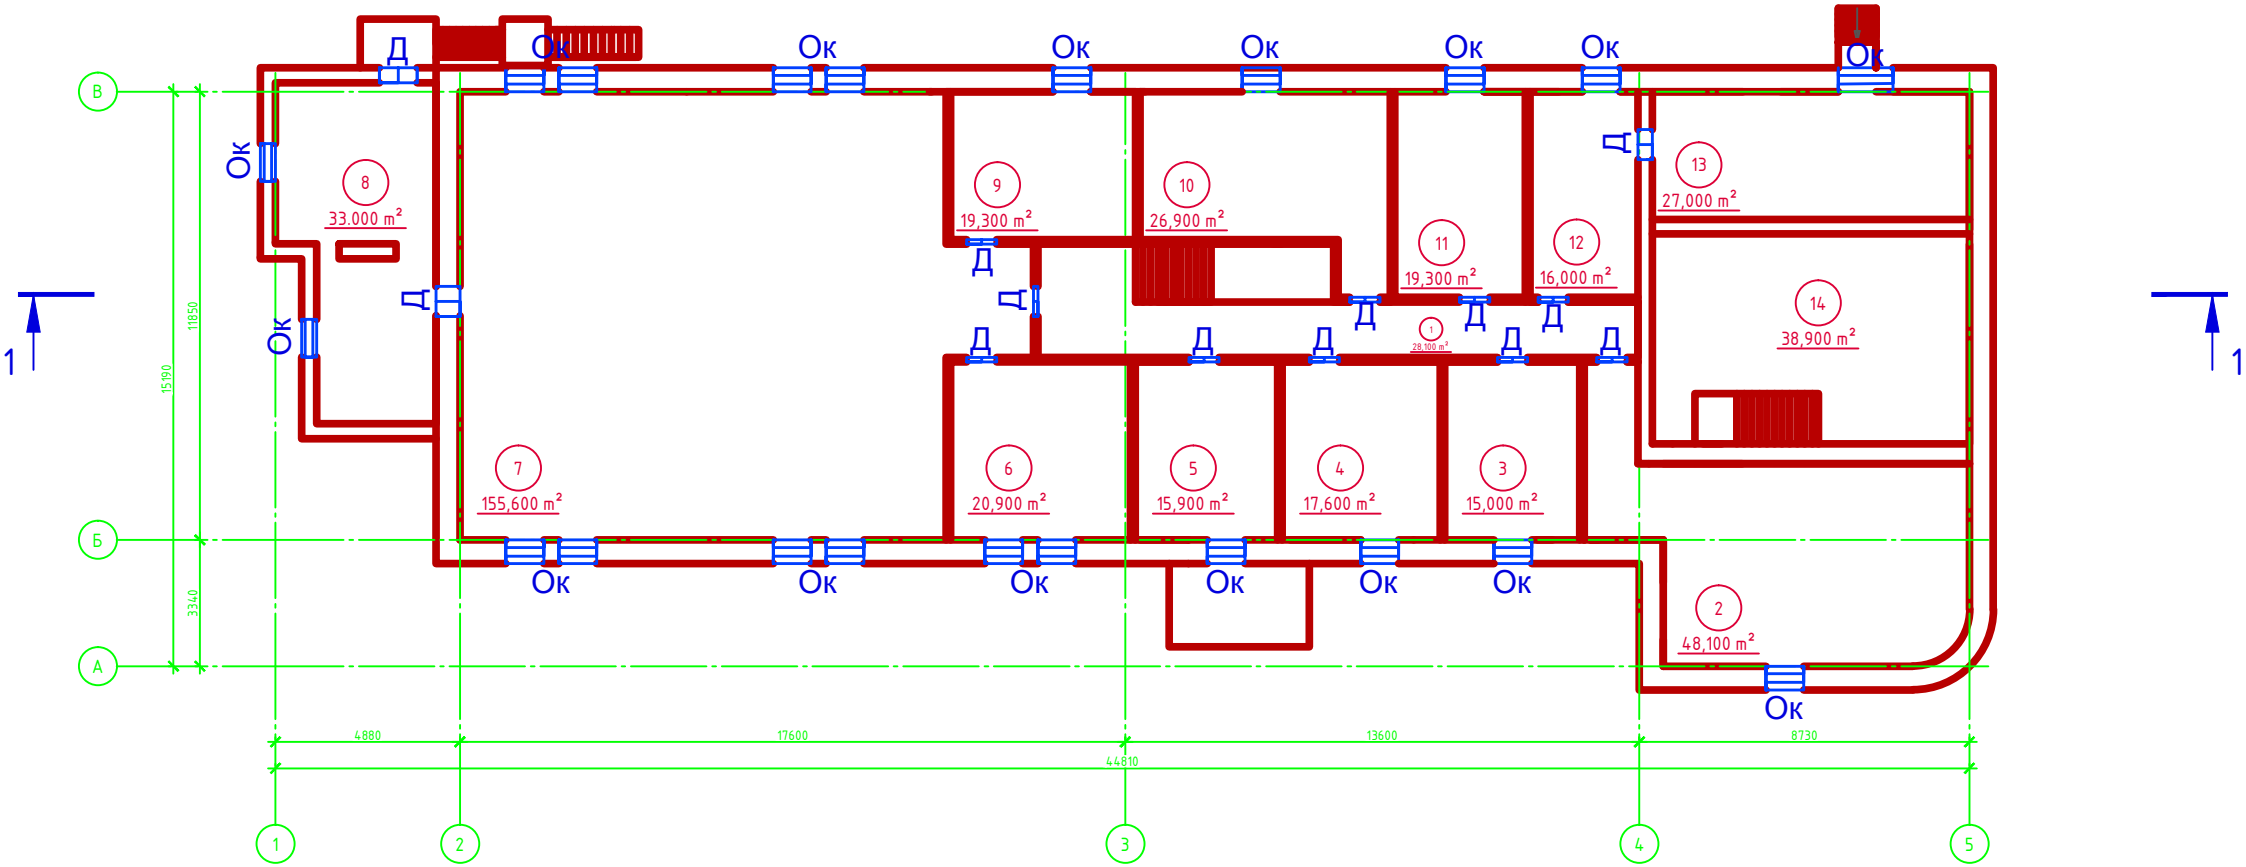 Ок
Ок
Ок
Ок
Ок
Ок
Ок
Д
В
Д
Ок
13
27,000 m²
8
33.000 m²
9
19,300 m²
10
26,900 m²
11
19,300 m²
12
16,000 m²
Д
Д
Д
Д
Д
Д
1
28,100 m²
14
38,900 m²
1
1
Ок
Д
Д
Д
Д
Д
11850
15190
7
155,600 m²
6
20,900 m²
5
15,900 m²
4
17,600 m²
3
15,000 m²
Б
Ок
Ок
Ок
Ок
Ок
Ок
3340
2
48,100 m²
А
Ок
4880
17600
13600
8730
44810
1
2
3
4
5